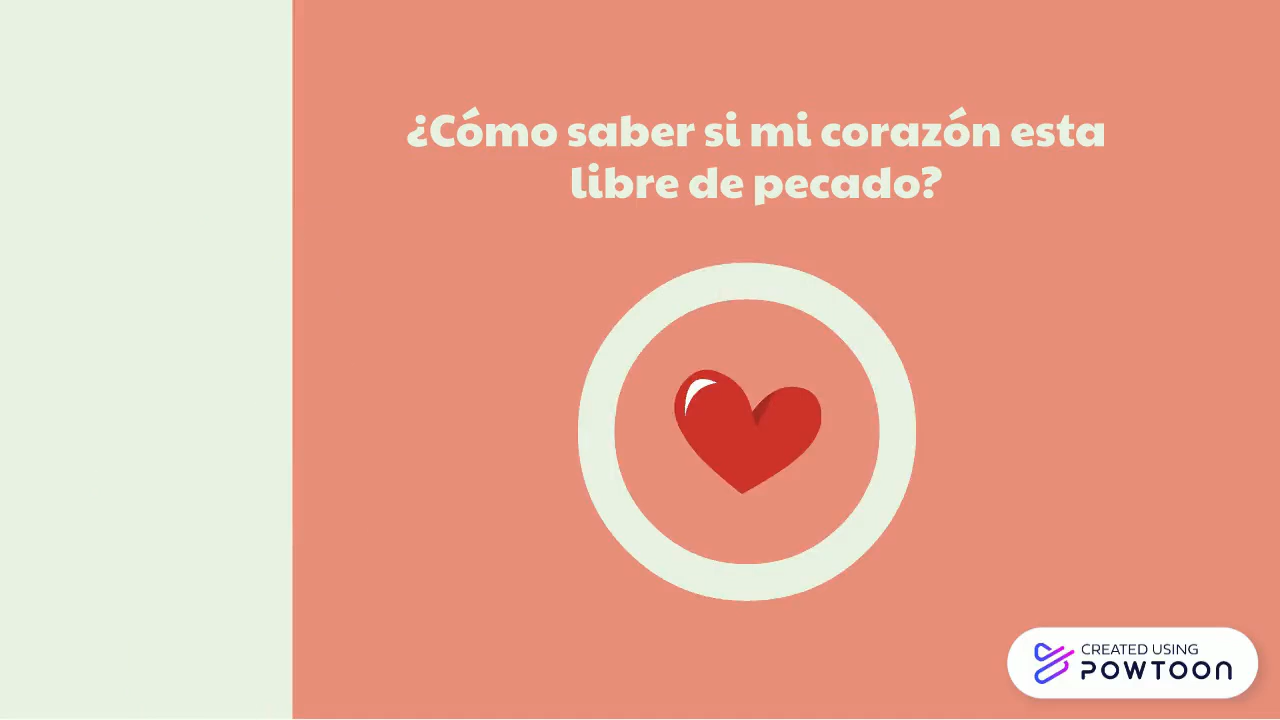 ¿Cómo saber si mi corazón esta
libre de pecado?
CREATED USING
POWTOON